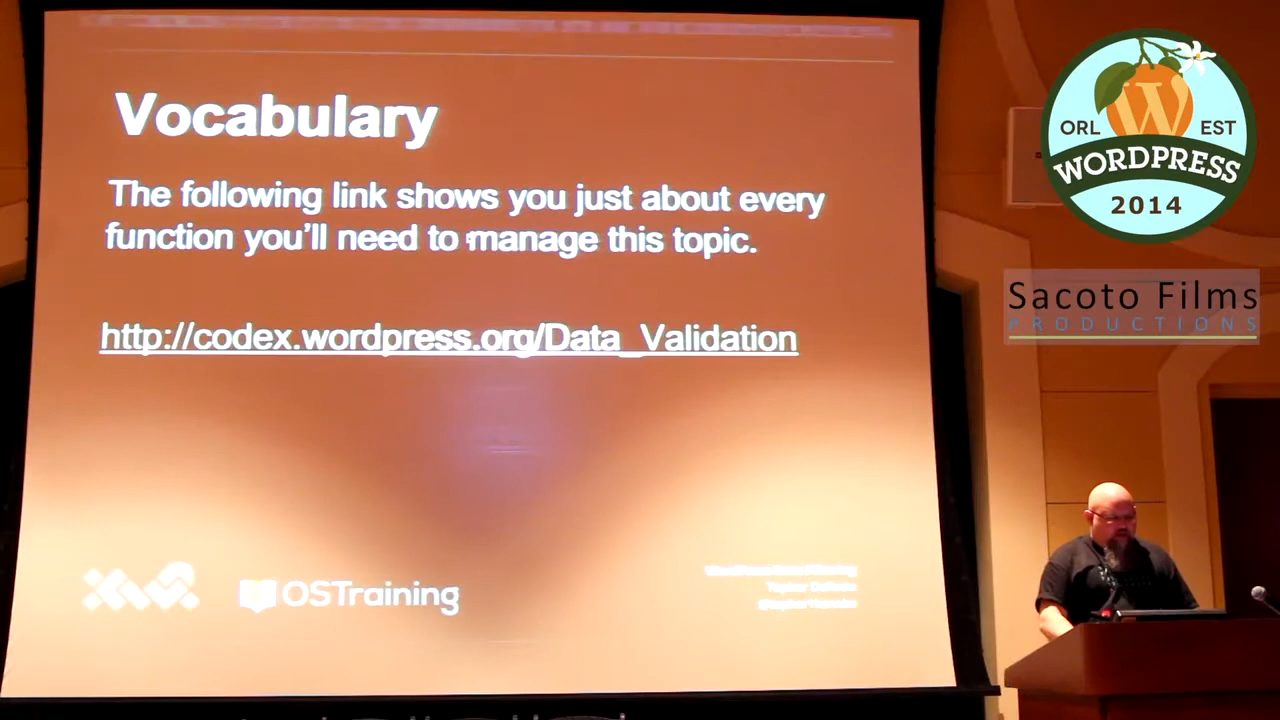 Vocabulary
The following link shows you just about every
function you'll need to manage this topic.
http://codex.wordpress.org/Data_Validation
XWP
OSTraining
ORL
W
EST
WORDPRESS
2014
Sacoto Films
PRODUCTIONS